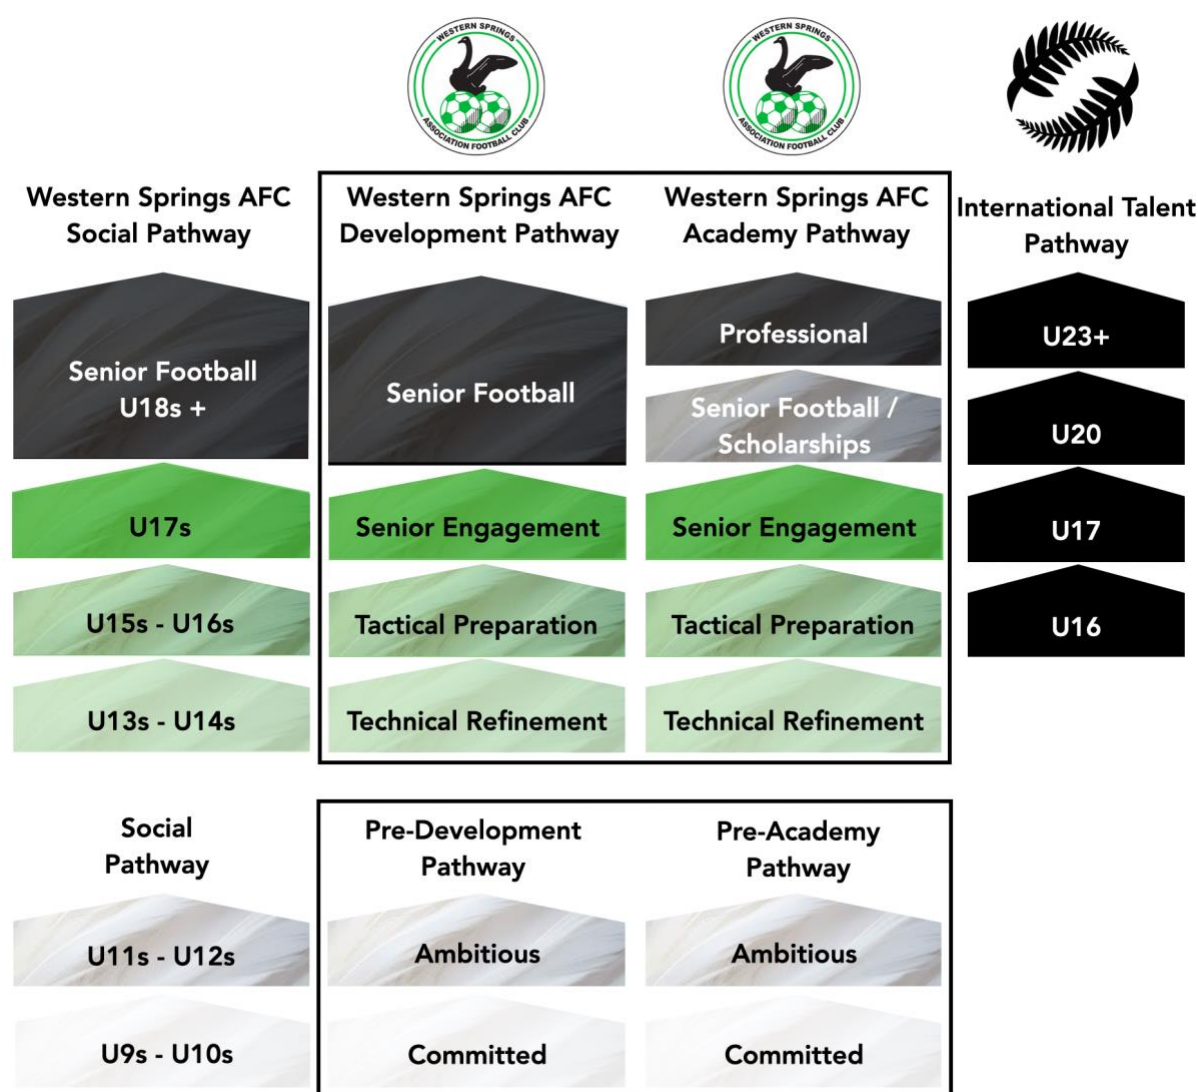 WESTERN SPRINGS
ASSOCIATION FOOTBALL CLUB
WESTERN SPRINGS
ASSOCIATION FOOTBALL CLUB
Western Springs AFC
Social Pathway
Western Springs AFC
Development Pathway
Western Springs AFC
Academy Pathway
International Talent
Pathway
Senior Football
U18s +
Senior Football
Professional
Senior Football /
Scholarships
U23+
U20
U17s
Senior Engagement
Senior Engagement
U17
U15s - U16s
Tactical Preparation
Tactical Preparation
U16
U13s - U14s
Technical Refinement
Technical Refinement
Social
Pathway
Pre-Development
Pathway
Pre-Academy
Pathway
U11s - U12s
Ambitious
Ambitious
U9s - U10s
Committed
Committed